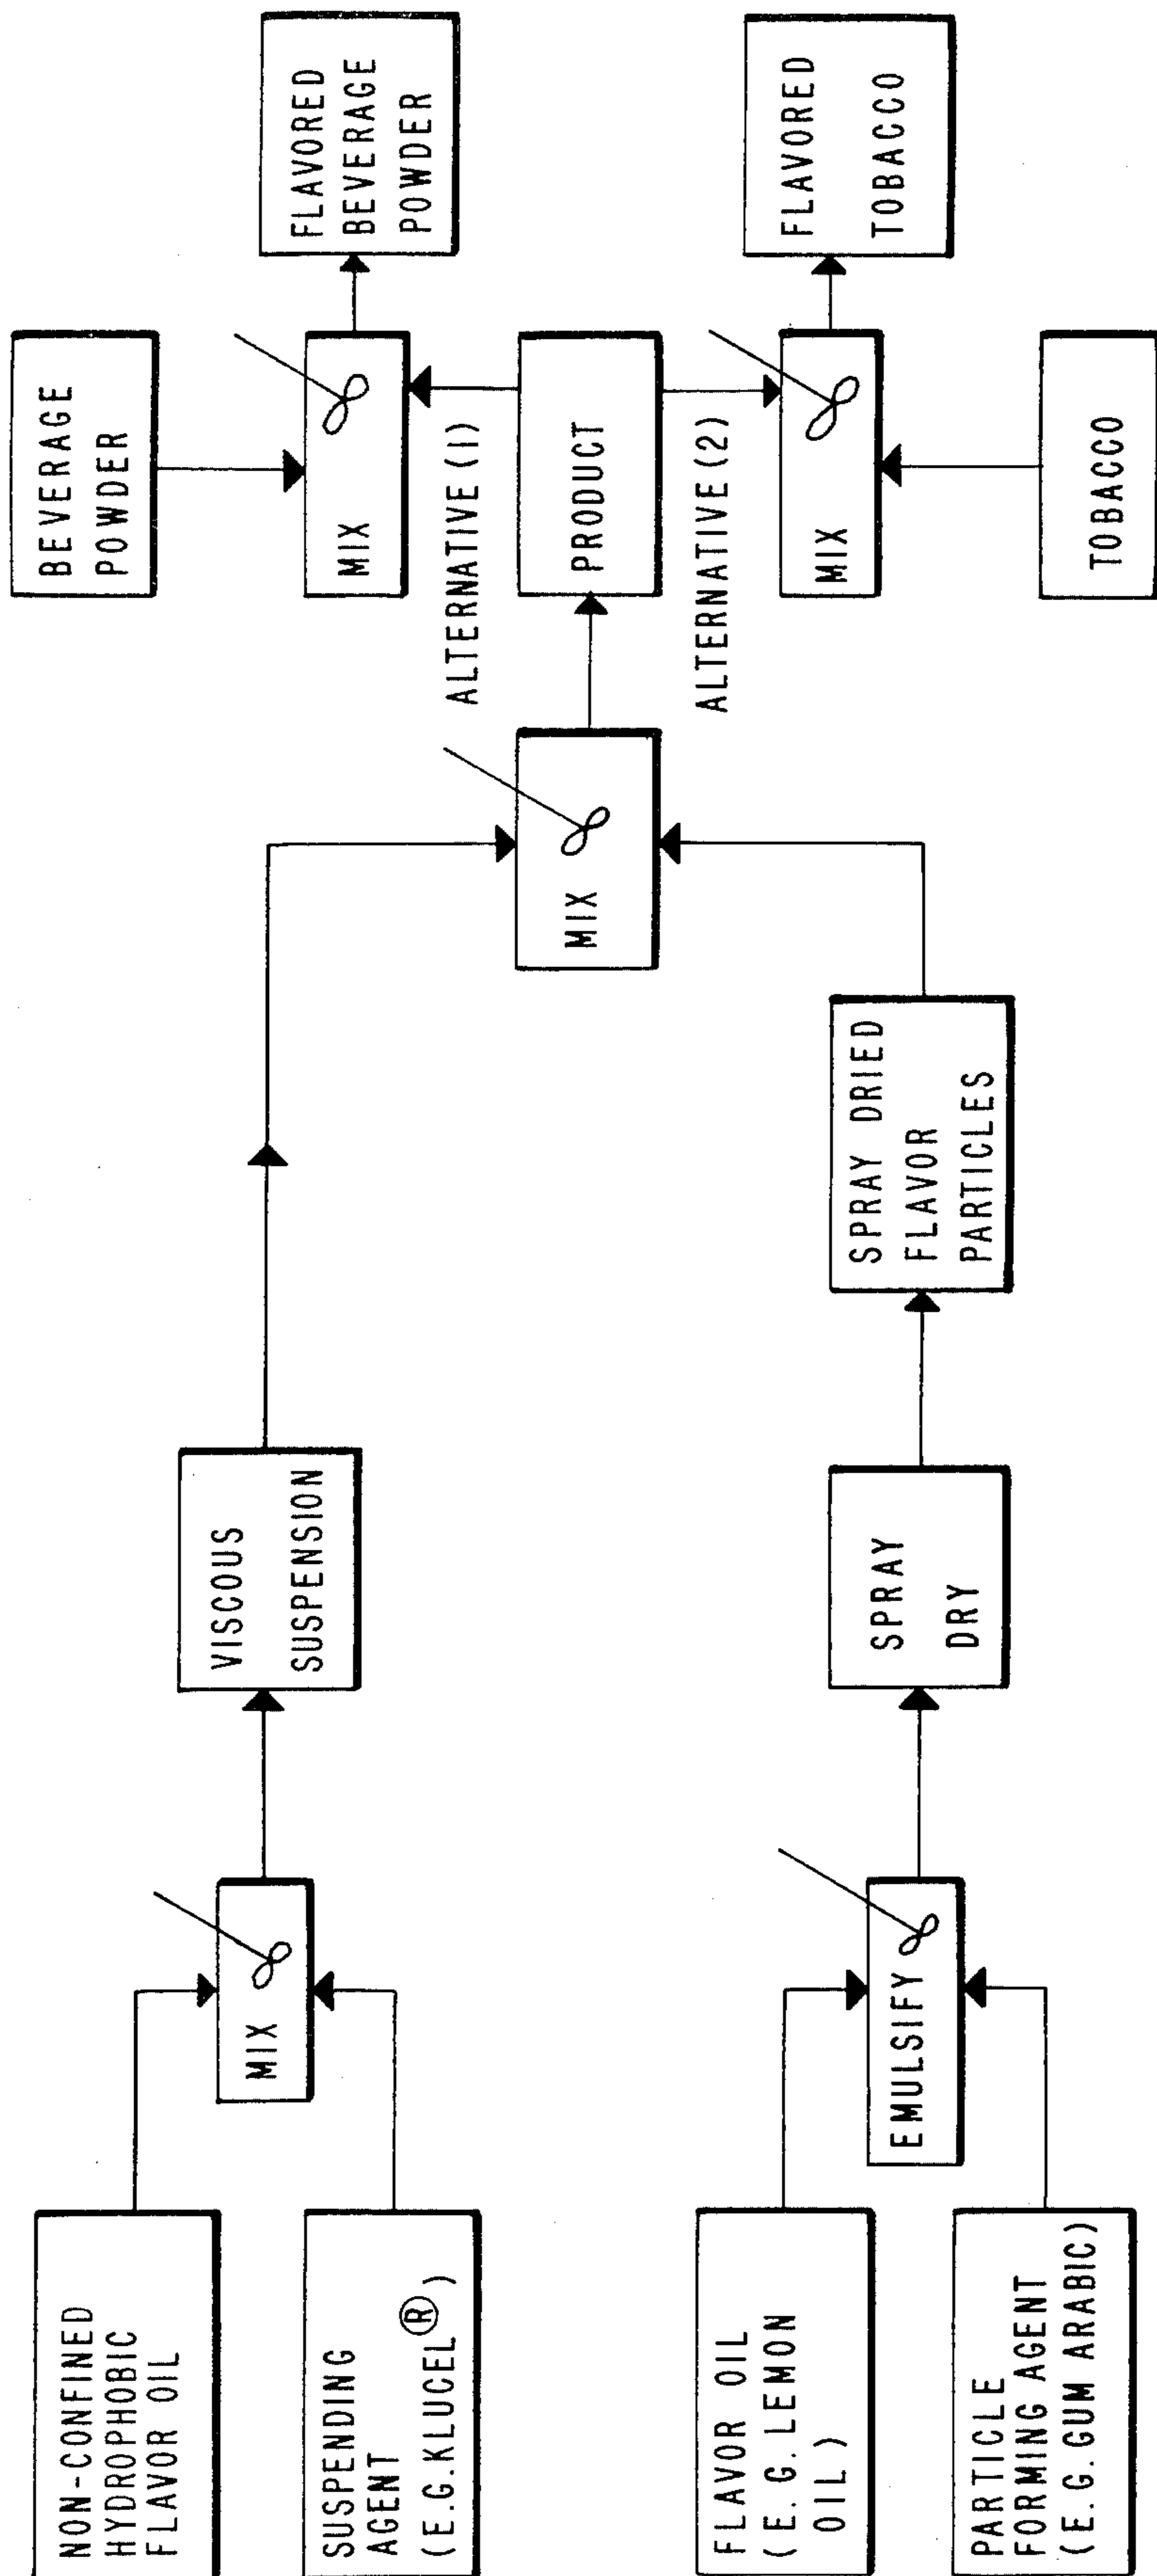 NON-CONFINED
HYDROPHOBIC
FLAVOR OIL
SUSPENDING
AGENT
(E.G.KLUCEL®)
MIX
VISCOUS
SUSPENSION
FLAVOR OIL
(E.G. LEMON
OIL)
PARTICLE
FORMING AGENT
(E.G.GUM ARABIC)
EMULSIFY
SPRAY
DRY
SPRAY DRIED
FLAVOR
PARTICLES
MIX
PRODUCT
ALTERNATIVE (1)
BEVERAGE
POWDER
MIX
FLAVORED
BEVERAGE
POWDER
ALTERNATIVE (2)
TOBACCO
MIX
FLAVORED
TOBACCO